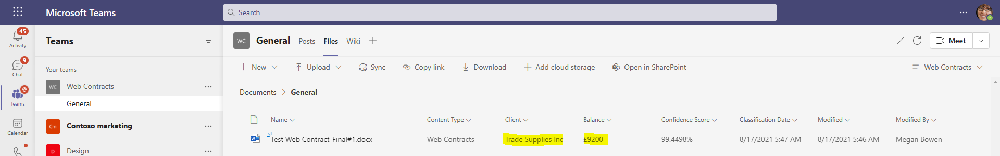 Microsoft Teams
Search
45
Activity
9
Chat
@
Teams
Calendar
Teams
Your teams
WC
Web Contracts
General
Cm
Contoso marketing
D
Design
WC
General
Posts
Files
Wiki
Meet
New
Upload
Sync
Copy link
Download
Add cloud storage
Open in SharePoint
Web Contracts
Documents > General
Name Content Type Client Balance Confidence Score Classification Date Modified Modified By
Test Web Contract-Final#1.docx Web Contracts Trade Supplies Inc £9200 99.4498% 8/17/2021 5:47 AM 8/17/2021 5:46 AM Megan Bowen